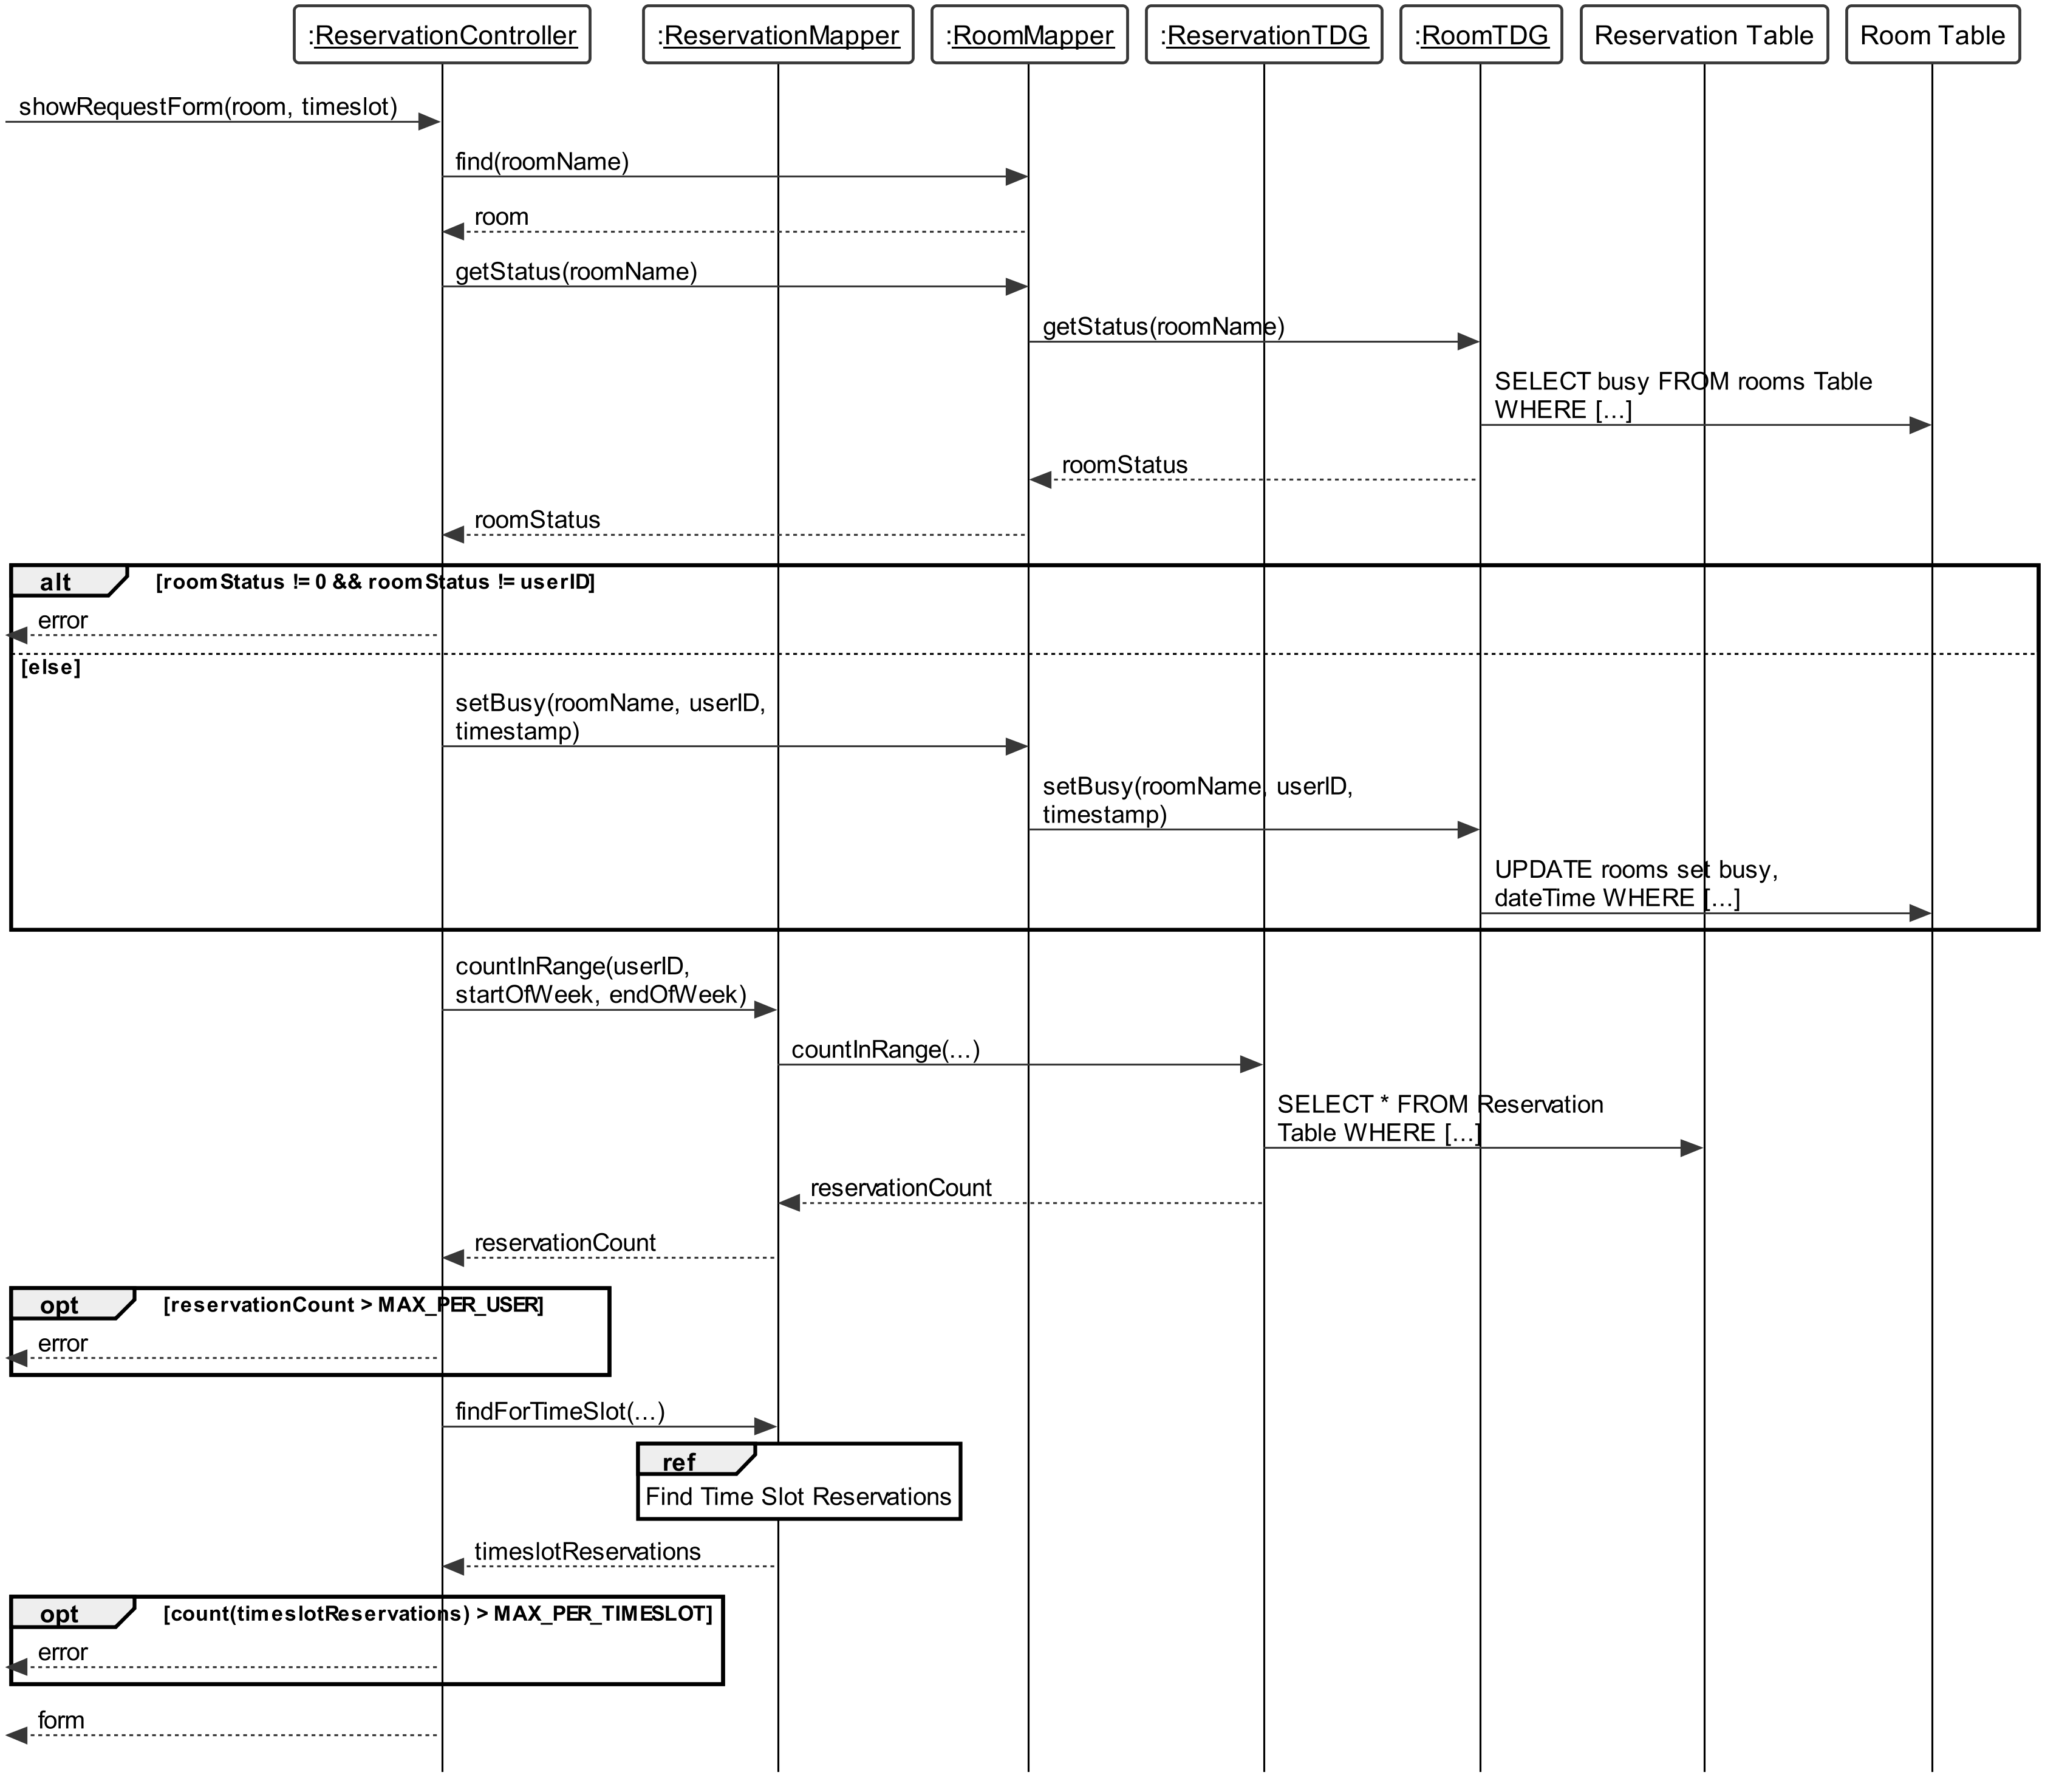 :ReservationController
:ReservationMapper
:RoomMapper
:ReservationTDG
:RoomTDG
Reservation Table
Room Table
showRequestForm(room, timeslot)
find(roomName)
room
getStatus(roomName)
getStatus(roomName)
SELECT busy FROM rooms Table
WHERE [...]
roomStatus
roomStatus
alt [roomStatus != 0 && roomStatus != userID]
error
[else]
setBusy(roomName, userID,
timestamp)
setBusy(roomName, userID,
timestamp)
UPDATE rooms set busy,
dateTime WHERE [...]
countInRange(userID,
startOfWeek, endOfWeek)
countInRange(...)
SELECT * FROM Reservation
Table WHERE [...]
reservationCount
reservationCount
opt [reservationCount > MAX_PER_USER]
error
findForTimeSlot(...)
ref
Find Time Slot Reservations
timeslotReservations
opt [count(timeslotReservations) > MAX_PER_TIMESLOT]
error
form